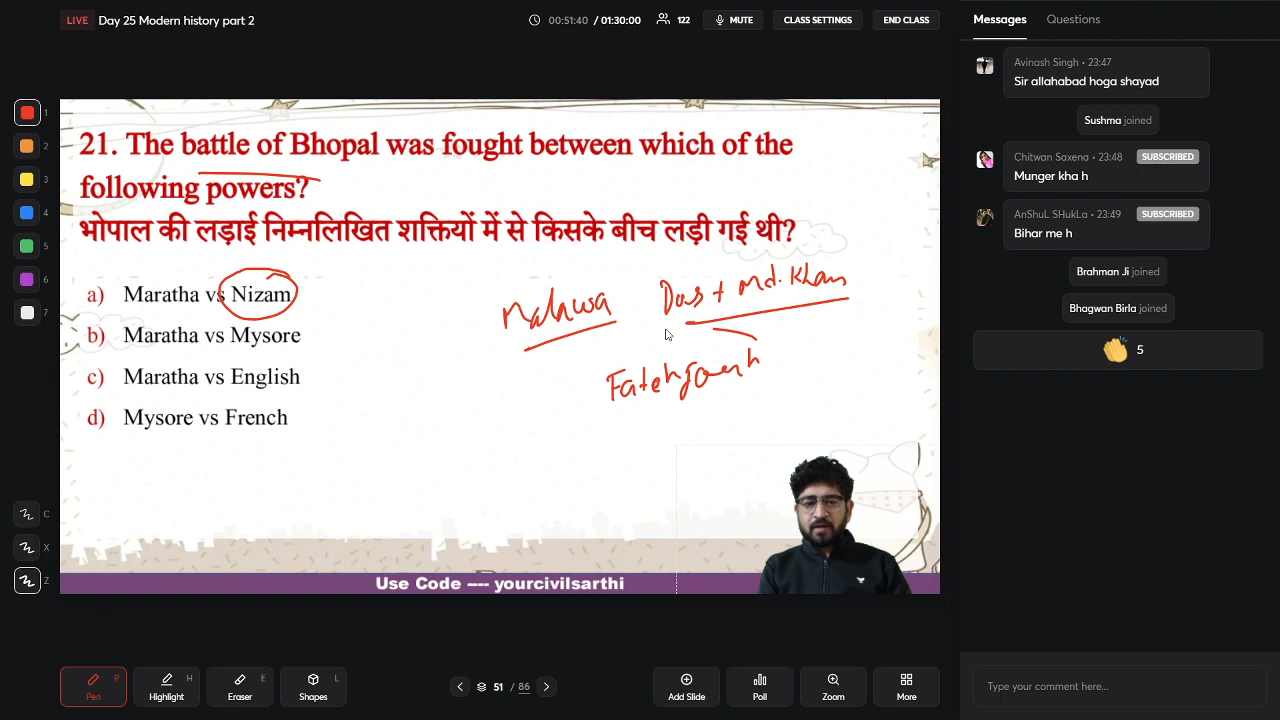 LIVE Day 25 Modern history part 2
00:51:40 / 01:30:00 122 MUTE CLASS SETTINGS END CLASS
1
2
3
4
5
6
7
C
X
Z
21. The battle of Bhopal was fought between which of the
following powers?
भोपाल की लड़ाई निम्नलिखित शक्तियों में से किसके बीच लड़ी गई थी?
a) Maratha vs Nizam
b) Maratha vs Mysore
c) Maratha vs English
d) Mysore vs French
Malawa
Dos + Md. Khan
Use Code ---- yourcivilsarthi
Pen P
Highlight H
Eraser E
Shapes L
51 / 86
Add Slide
Poll
Zoom
More
Messages Questions
Avinash Singh • 23:47
Sir allahabad hoga shayad
Sushma joined
Chitwan Saxena • 23:48 SUBSCRIBED
Munger kha h
AnShuL SHukLa • 23:49 SUBSCRIBED
Bihar me h
Brahman Ji joined
Bhagwan Birla joined
5
Type your comment here...